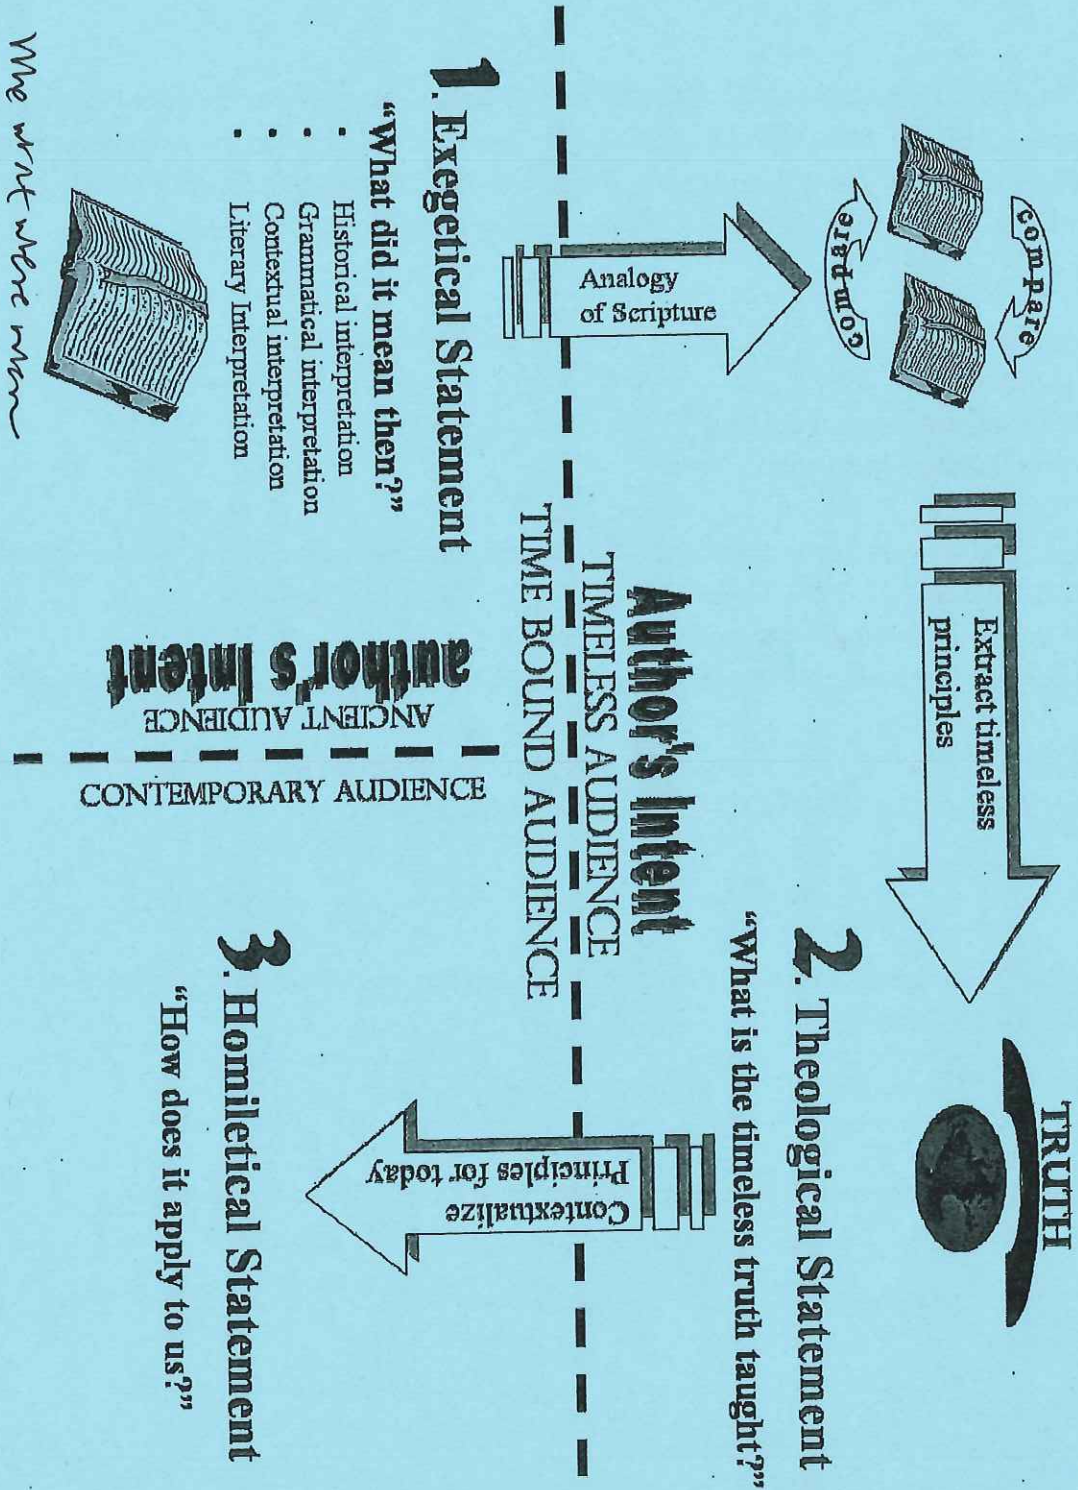 compare
compare
Analogy
of Scripture
Extract timeless
principles
TRUTH
2. Theological Statement
“What is the timeless truth taught?”
Author's Intent
TIMELESS AUDIENCE
TIME BOUND AUDIENCE
1. Exegetical Statement
“What did it mean then?”
· Historical interpretation
· Grammatical interpretation
· Contextual interpretation
· Literary Interpretation
author's intent
ANCIENT AUDIENCE
CONTEMPORARY AUDIENCE
Contextualize
Principles for today
3. Homiletical Statement
“How does it apply to us?”
where